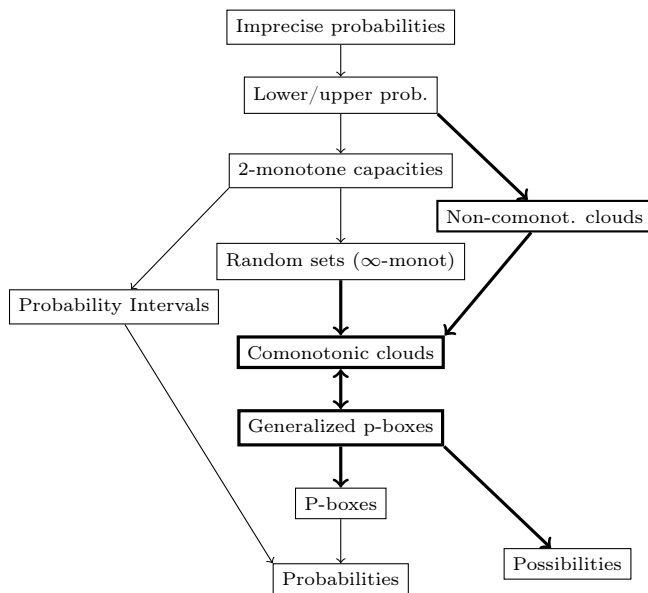 Imprecise probabilities
Lower/upper prob.
2-monotone capacities
Non-comonot. clouds
Random sets (∞-monot)
Probability Intervals
Comonotonic clouds
Generalized p-boxes
P-boxes
Possibilities
Probabilities